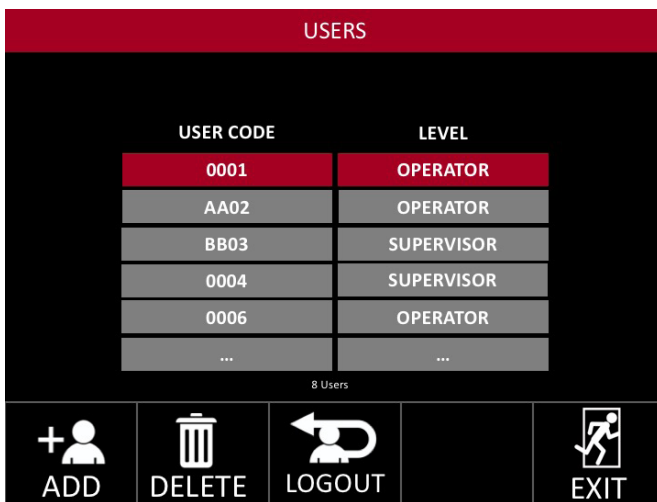 USERS
USER CODE LEVEL
0001 OPERATOR
AA02 OPERATOR
BB03 SUPERVISOR
0004 SUPERVISOR
0006 OPERATOR
... ...
8 Users
ADD DELETE LOGOUT EXIT